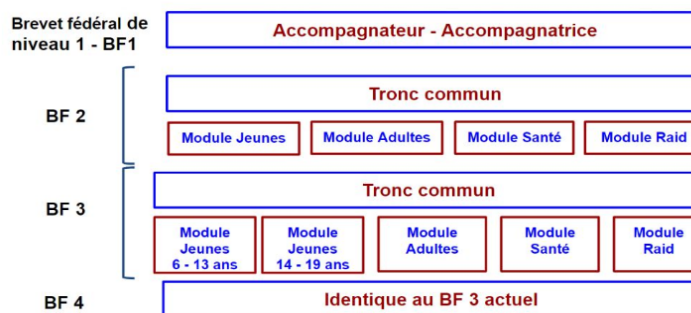 Brevet fédéral de
niveau 1 - BF1
Accompagnateur - Accompagnatrice
BF 2
Tronc commun
Module Jeunes
Module Adultes
Module Santé
Module Raid
BF 3
Tronc commun
Module
Jeunes
6 - 13 ans
Module
Jeunes
14 - 19 ans
Module
Adultes
Module
Santé
Module
Raid
BF 4
Identique au BF 3 actuel